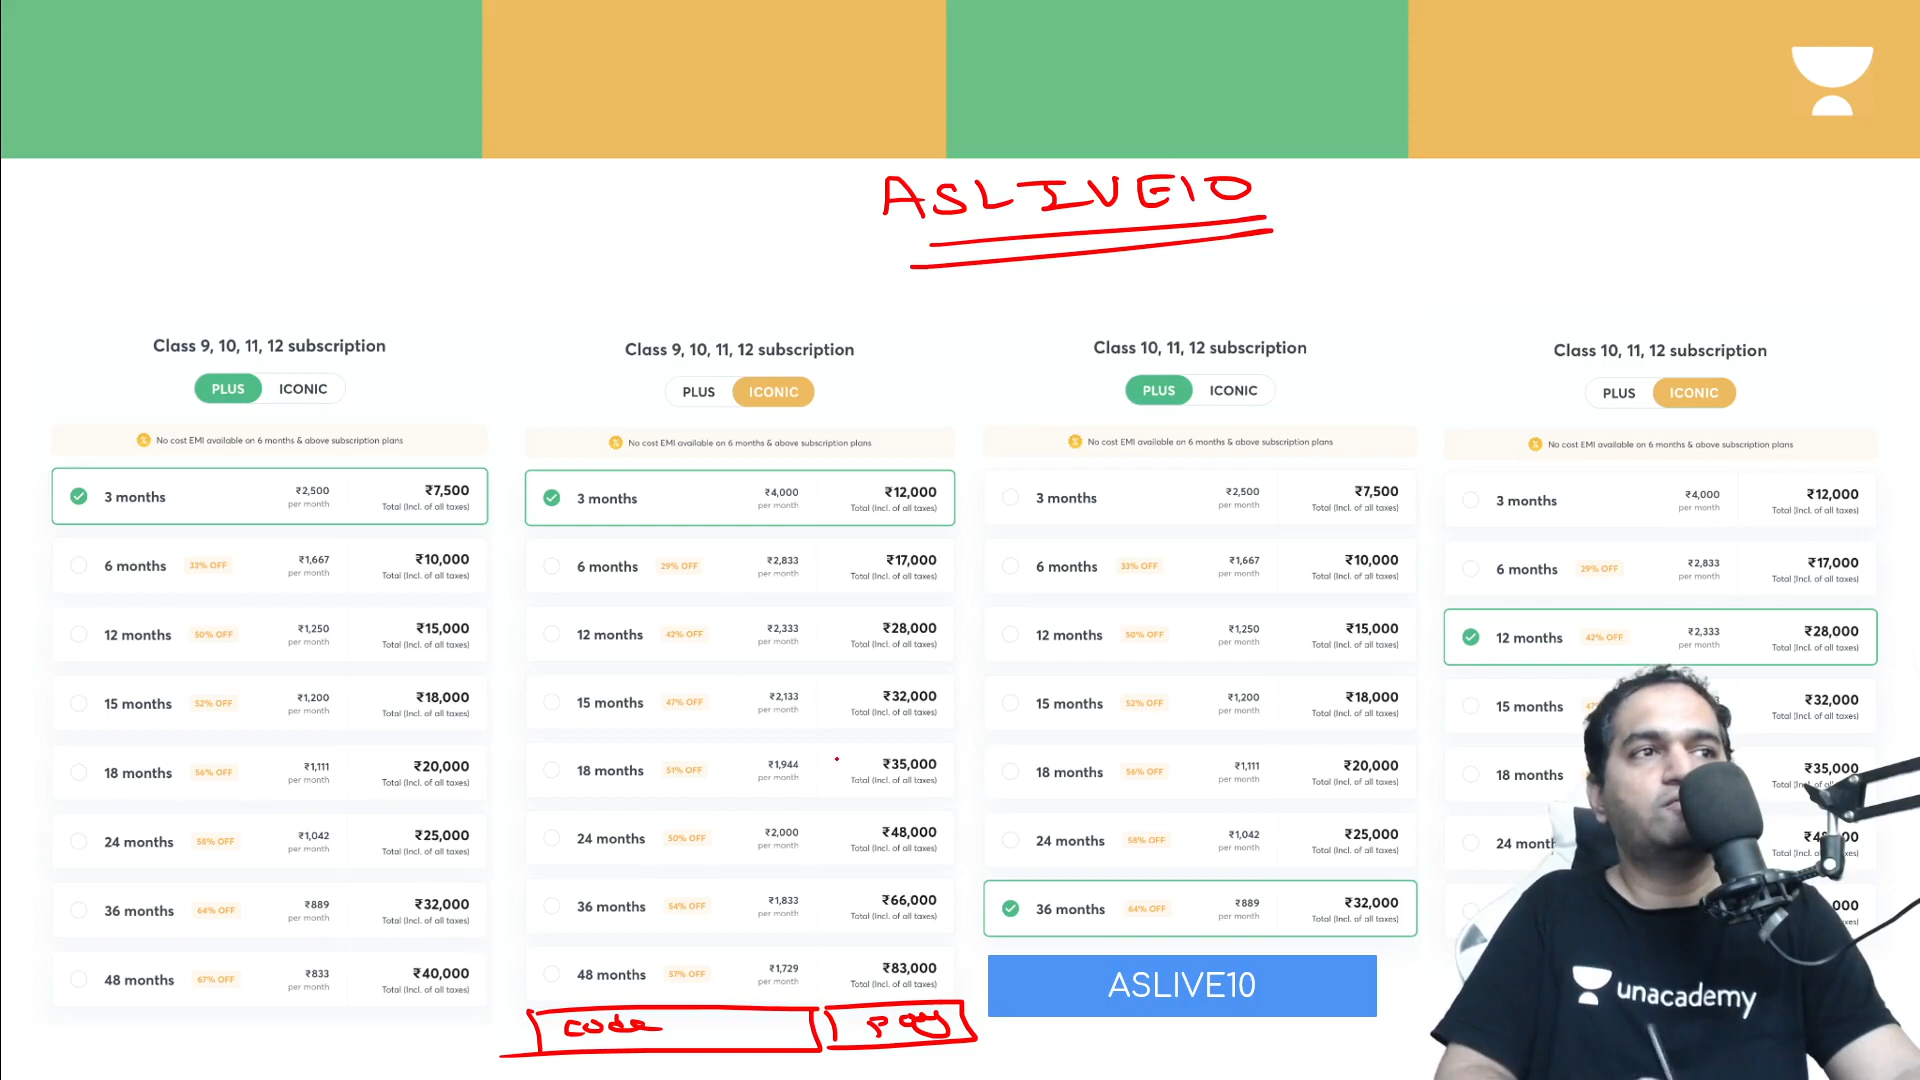 ASLIVE10
Class 9, 10, 11, 12 subscription
PLUS ICONIC
No cost EMI available on 6 months & above subscription plans
3 months ₹2,500 per month ₹7,500 Total (Incl. of all taxes)
6 months 33% OFF ₹1,667 per month ₹10,000 Total (Incl. of all taxes)
12 months 50% OFF ₹1,250 per month ₹15,000 Total (Incl. of all taxes)
15 months 52% OFF ₹1,200 per month ₹18,000 Total (Incl. of all taxes)
18 months 56% OFF ₹1,111 per month ₹20,000 Total (Incl. of all taxes)
24 months 58% OFF ₹1,042 per month ₹25,000 Total (Incl. of all taxes)
36 months 64% OFF ₹889 per month ₹32,000 Total (Incl. of all taxes)
48 months 67% OFF ₹833 per month ₹40,000 Total (Incl. of all taxes)
Class 9, 10, 11, 12 subscription
PLUS ICONIC
No cost EMI available on 6 months & above subscription plans
3 months ₹4,000 per month ₹12,000 Total (Incl. of all taxes)
6 months 29% OFF ₹2,833 per month ₹17,000 Total (Incl. of all taxes)
12 months 42% OFF ₹2,333 per month ₹28,000 Total (Incl. of all taxes)
15 months 47% OFF ₹2,133 per month ₹32,000 Total (Incl. of all taxes)
18 months 51% OFF ₹1,944 per month ₹35,000 Total (Incl. of all taxes)
24 months 50% OFF ₹2,000 per month ₹48,000 Total (Incl. of all taxes)
36 months 54% OFF ₹1,833 per month ₹66,000 Total (Incl. of all taxes)
48 months 57% OFF ₹1,729 per month ₹83,000 Total (Incl. of all taxes)
code pay
Class 10, 11, 12 subscription
PLUS ICONIC
No cost EMI available on 6 months & above subscription plans
3 months ₹2,500 per month ₹7,500 Total (Incl. of all taxes)
6 months 33% OFF ₹1,667 per month ₹10,000 Total (Incl. of all taxes)
12 months 50% OFF ₹1,250 per month ₹15,000 Total (Incl. of all taxes)
15 months 52% OFF ₹1,200 per month ₹18,000 Total (Incl. of all taxes)
18 months 56% OFF ₹1,111 per month ₹20,000 Total (Incl. of all taxes)
24 months 58% OFF ₹1,042 per month ₹25,000 Total (Incl. of all taxes)
36 months 64% OFF ₹889 per month ₹32,000 Total (Incl. of all taxes)
ASLIVE10
Class 10, 11, 12 subscription
PLUS ICONIC
No cost EMI available on 6 months & above subscription plans
3 months ₹4,000 per month ₹12,000 Total (Incl. of all taxes)
6 months 29% OFF ₹2,833 per month ₹17,000 Total (Incl. of all taxes)
12 months 42% OFF ₹2,333 per month ₹28,000 Total (Incl. of all taxes)
15 months ₹32,000 Total (Incl. of all taxes)
18 months ₹35,000 Total
24 Total
unacademy